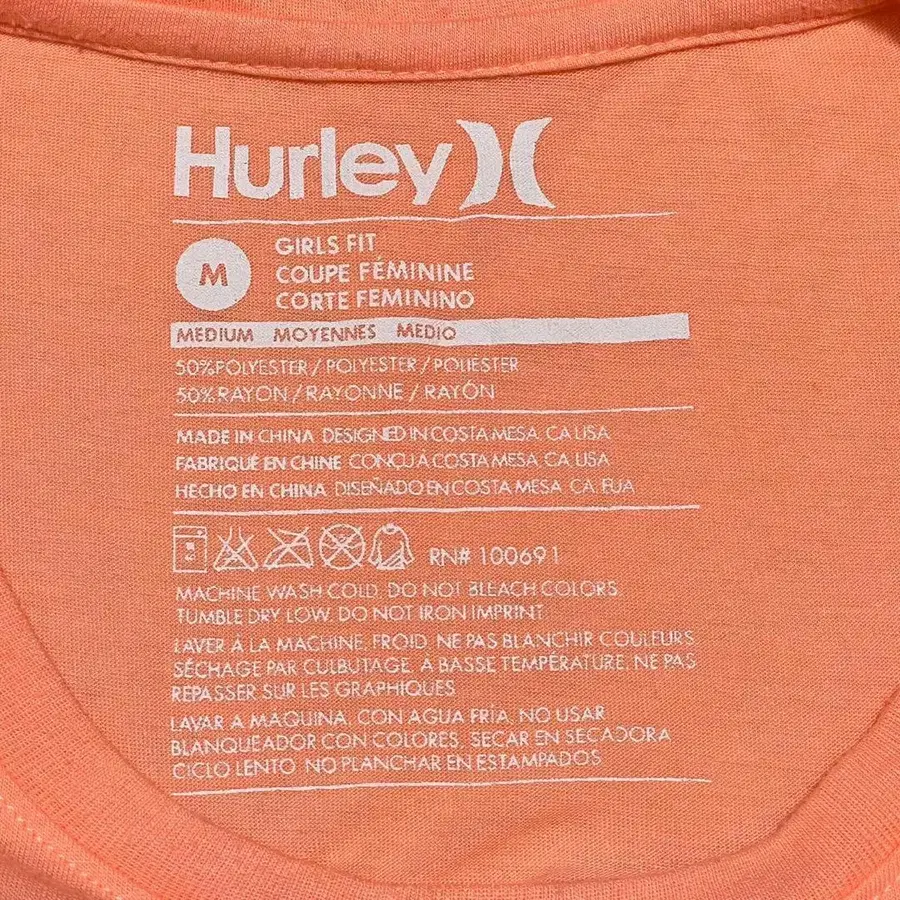 Hurley
M
GIRLS FIT
COUPE FÉMININE
CORTE FEMININO
MEDIUM MOYENNES MEDIO
50%POLYESTER / POLYESTER / POLIESTER
50%RAYON / RAYONNE / RAYÓN
MADE IN CHINA DESIGNED IN COSTA MESA, CA USA
FABRIQUÉ EN CHINE CONÇU À COSTA MESA, CA, USA
HECHO EN CHINA DISEÑADO EN COSTA MESA, CA, EUA
RN# 100691
MACHINE WASH COLD. DO NOT BLEACH COLORS.
TUMBLE DRY LOW. DO NOT IRON IMPRINT
LAVER À LA MACHINE, FROID, NE PAS BLANCHIR COULEURS
SÉCHAGE PAR CULBUTAGE, À BASSE TEMPÉRATURE, NE PAS
REPASSER SUR LES GRAPHIQUES
LAVAR A MAQUINA, CON AGUA FRÍA, NO USAR
BLANQUEADOR CON COLORES, SECAR EN SECADORA
CICLO LENTO NO PLANCHAR EN ESTAMPADOS